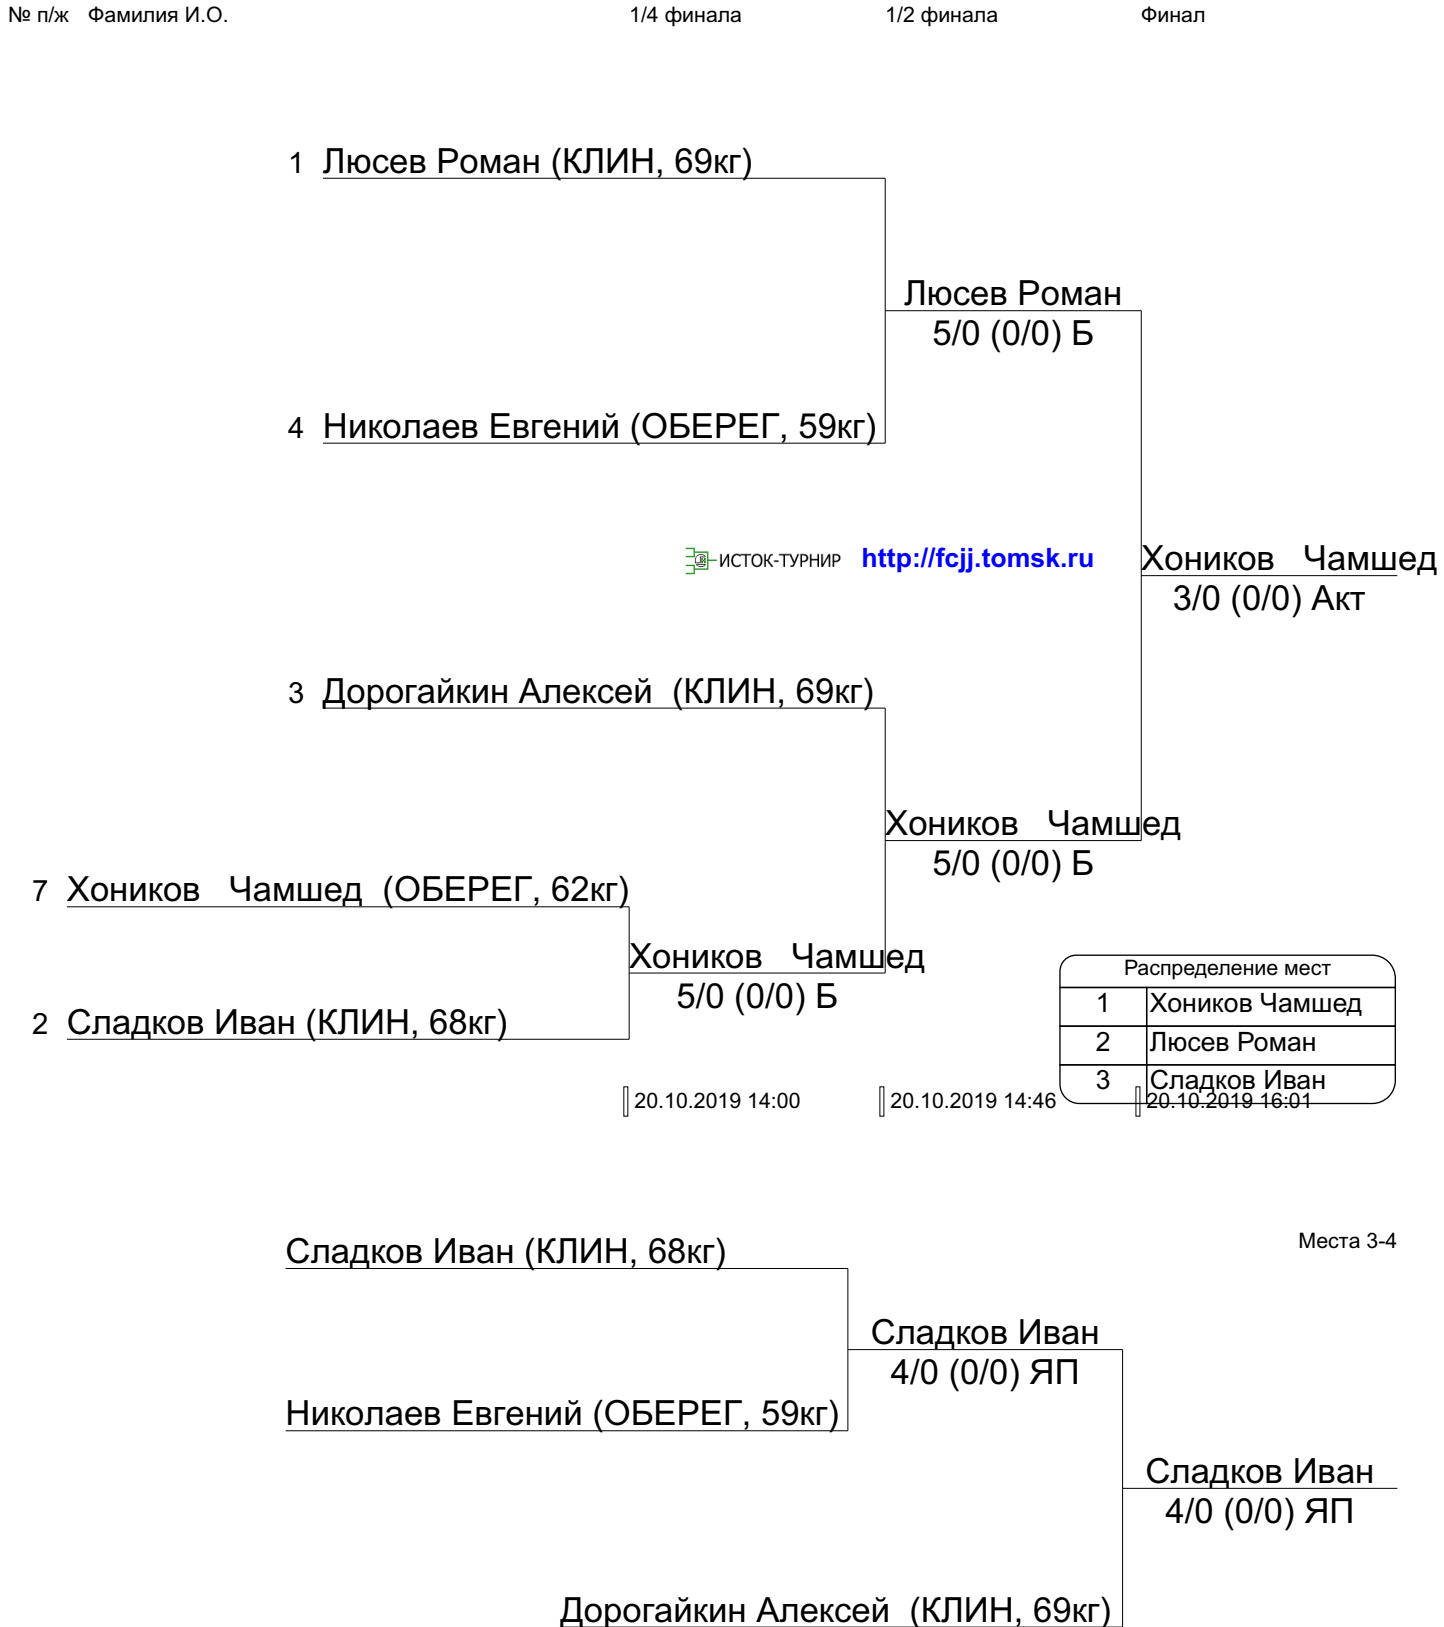 № п/ж Фамилия И.О. 1/4 финала 1/2 финала Финал
1 Люсев Роман (КЛИН, 69кг)
Люсев Роман
5/0 (0/0) Б
4 Николаев Евгений (ОБЕРЕГ, 59кг)
ИСТОК-ТУРНИР http://fcjj.tomsk.ru
Хоников Чамшед
3/0 (0/0) Акт
3 Дорогайкин Алексей (КЛИН, 69кг)
Хоников Чамшед
5/0 (0/0) Б
7 Хоников Чамшед (ОБЕРЕГ, 62кг)
Хоников Чамшед
5/0 (0/0) Б
2 Сладков Иван (КЛИН, 68кг)
Распределение мест
1 Хоников Чамшед
2 Люсев Роман
3 Сладков Иван
20.10.2019 14:00 20.10.2019 14:46 20.10.2019 16:01
Места 3-4
Сладков Иван (КЛИН, 68кг)
Сладков Иван
4/0 (0/0) ЯП
Николаев Евгений (ОБЕРЕГ, 59кг)
Сладков Иван
4/0 (0/0) ЯП
Дорогайкин Алексей (КЛИН, 69кг)